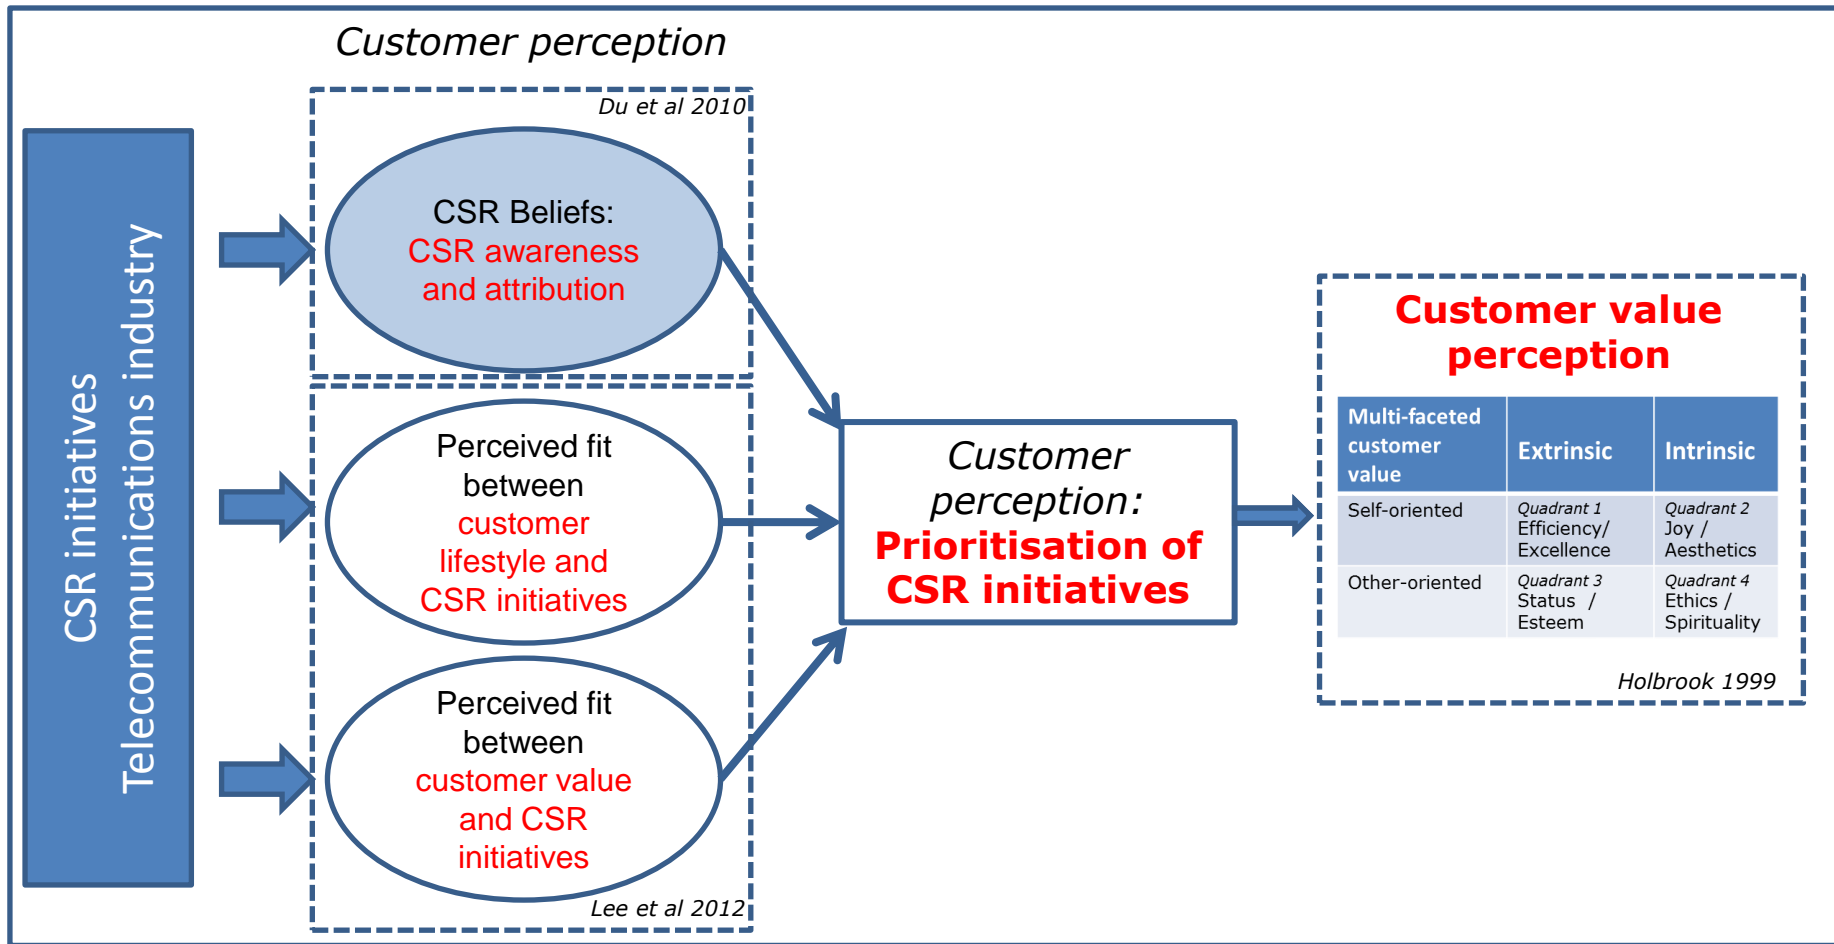 Customer perception
Du et al 2010
CSR initiatives
Telecommunications industry
CSR Beliefs:
CSR awareness
and attribution
Perceived fit
between
customer
lifestyle and
CSR initiatives
Perceived fit
between
customer value
and CSR
initiatives
Lee et al 2012
Customer
perception:
Prioritisation of
CSR initiatives
Customer value
perception
Multi-faceted
customer
value
Extrinsic
Intrinsic
Self-oriented
Quadrant 1
Efficiency/
Excellence
Quadrant 2
Joy /
Aesthetics
Other-oriented
Quadrant 3
Status /
Esteem
Quadrant 4
Ethics /
Spirituality
Holbrook 1999